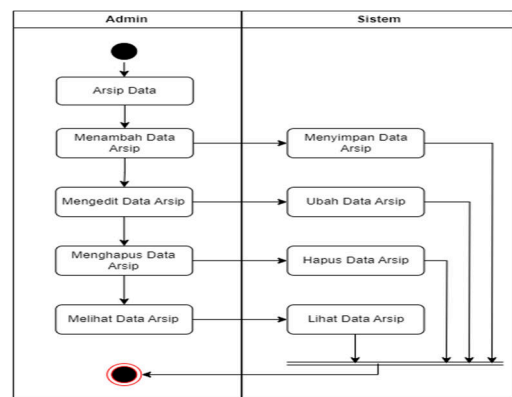 Admin
Sistem
Arsip Data
Menambah Data
Arsip
Menyimpan Data
Arsip
Mengedit Data Arsip
Ubah Data Arsip
Menghapus Data
Arsip
Hapus Data Arsip
Melihat Data Arsip
Lihat Data Arsip